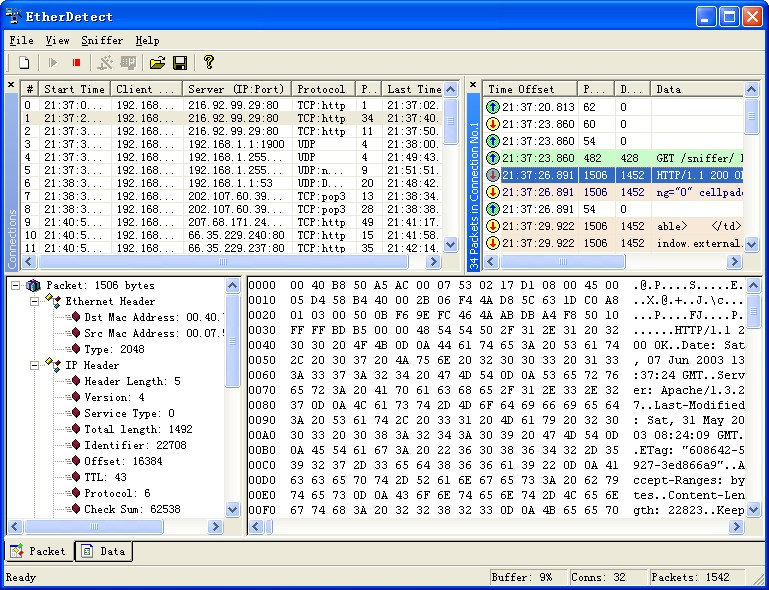 EtherDetect
File View Sniffer Help
# Start Time Client ... Server (IP:Port) Protocol P.. Last Time
0 21:37:0... 192.168... 216.92.99.29:80 TCP:http 1 21:37:02.
1 21:37:2... 192.168... 216.92.99.29:80 TCP:http 34 21:37:40.
2 21:37:3... 192.168... 216.92.99.29:80 TCP:http 11 21:37:50.
3 21:37:5... 192.168... 192.168.1.1:1900 UDP 4 21:38:00.
4 21:38:3... 192.168... 192.168.1.255... UDP 4 21:49:43.
5 21:38:3... 192.168... 192.168.1.255... UDP:n... 9 21:51:51.
6 21:38:3... 192.168... 192.168.1.1:53 UDP:D... 20 21:48:42.
7 21:38:3... 192.168... 202.107.60.39... TCP:pop3 13 21:38:34.
8 21:38:3... 192.168... 202.107.60.39... TCP:pop3 28 21:38:38.
9 21:40:5... 192.168... 207.68.171.24... TCP:http 49 21:41:17.
10 21:40:5... 192.168... 66.35.229.240:80 TCP:http 15 21:41:58.
11 21:40:5... 192.168... 66.35.229.237:80 TCP:http 35 21:42:14.
Connections
34 Packets in Connection No.1
Time Offset P... D... Data
21:37:20.813 62 0
21:37:23.860 60 0
21:37:23.860 54 0
21:37:23.860 482 428 GET /sniffer/
21:37:26.891 1506 1452 HTTP/1.1 200
21:37:26.891 1506 1452 ng="0" cellpad
21:37:26.891 54 0
21:37:29.922 1506 1452 able> </td>
21:37:29.922 1506 1452 indow.external.
Packet: 1506 bytes
Ethernet Header
Dst Mac Address: 00.40.
Src Mac Address: 00.07.
Type: 2048
IP Header
Header Length: 5
Version: 4
Service Type: 0
Total length: 1492
Identifier: 22708
Offset: 16384
TTL: 43
Protocol: 6
Check Sum: 62538
0000 00 40 B8 50 A5 AC 00 07 53 02 17 D1 08 00 45 00 .@.P....S.....E.
0010 05 D4 58 B4 40 00 2B 06 F4 4A D8 5C 63 1D C0 A8 ..X.@.+..J.\c...
0020 01 03 00 50 0B F6 9E FC 46 4A AB DB A4 F8 50 10 ...P....FJ....P.
0030 FF FF BD B5 00 00 48 54 54 50 2F 31 2E 31 20 32 ......HTTP/1.1 2
0040 30 30 20 4F 4B 0D 0A 44 61 74 65 3A 20 53 61 74 00 OK..Date: Sat
0050 2C 20 30 37 20 4A 75 6E 20 32 30 30 33 20 31 33 , 07 Jun 2003 13
0060 3A 33 37 3A 32 34 20 47 4D 54 0D 0A 53 65 72 76 :37:24 GMT..Serv
0070 65 72 3A 20 41 70 61 63 68 65 2F 31 2E 33 2E 32 er: Apache/1.3.2
0080 37 0D 0A 4C 61 73 74 2D 4D 6F 64 69 66 69 65 64 7..Last-Modified
0090 3A 20 53 61 74 2C 20 33 31 20 4D 61 79 20 32 30 : Sat, 31 May 20
00A0 30 33 20 30 38 3A 32 34 3A 30 39 20 47 4D 54 0D 03 08:24:09 GMT.
00B0 0A 45 54 61 67 3A 20 22 36 30 38 36 34 32 2D 35 .ETag: "608642-5
00C0 39 32 37 2D 33 65 64 38 36 36 61 39 22 0D 0A 41 927-3ed866a9"..A
00D0 63 63 65 70 74 2D 52 61 6E 67 65 73 3A 20 62 79 ccept-Ranges: by
00E0 74 65 73 0D 0A 43 6F 6E 74 65 6E 74 2D 4C 65 6E tes..Content-Len
00F0 67 74 68 3A 20 32 32 38 32 33 0D 0A 4B 65 65 70 gth: 22823..Keep
Packet Data
Ready Buffer: 9% Conns: 32 Packets: 1542